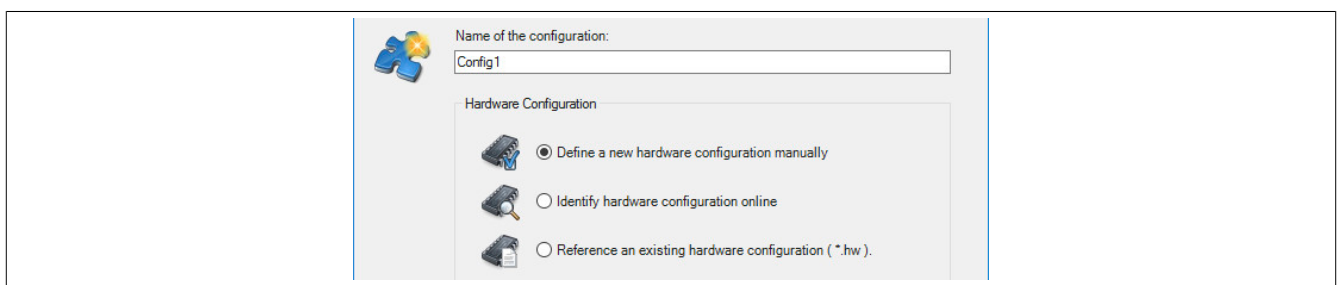 Name of the configuration:
Config1
Hardware Configuration
Define a new hardware configuration manually
Identify hardware configuration online
Reference an existing hardware configuration ( *.hw ).